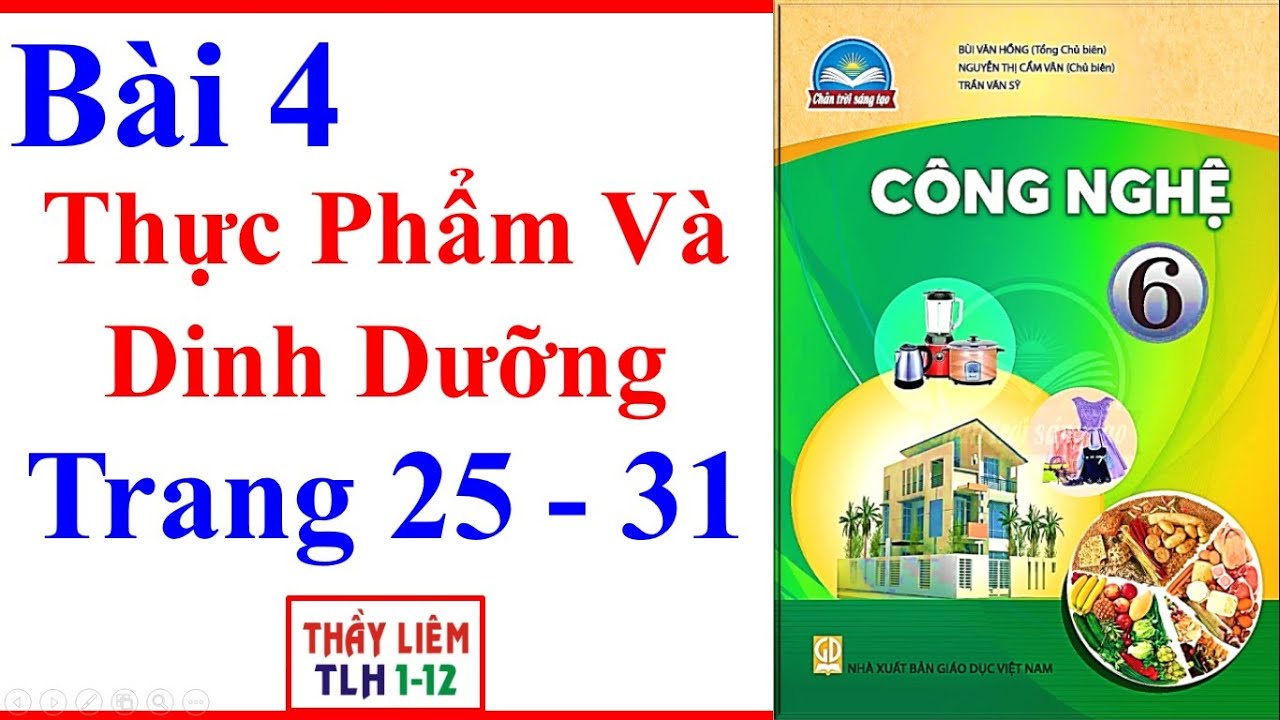 Bài 4
Thực Phẩm Và
Dinh Dưỡng
Trang 25 - 31
THẦY LIÊM
TLH 1-12
BÙI VĂN HỒNG (Tổng Chủ biên)
NGUYỄN THỊ CẨM VÂN (Chủ biên)
TRẦN VĂN SỸ
Chân trời sáng tạo
CÔNG NGHỆ
6
GD
NHÀ XUẤT BẢN GIÁO DỤC VIỆT NAM